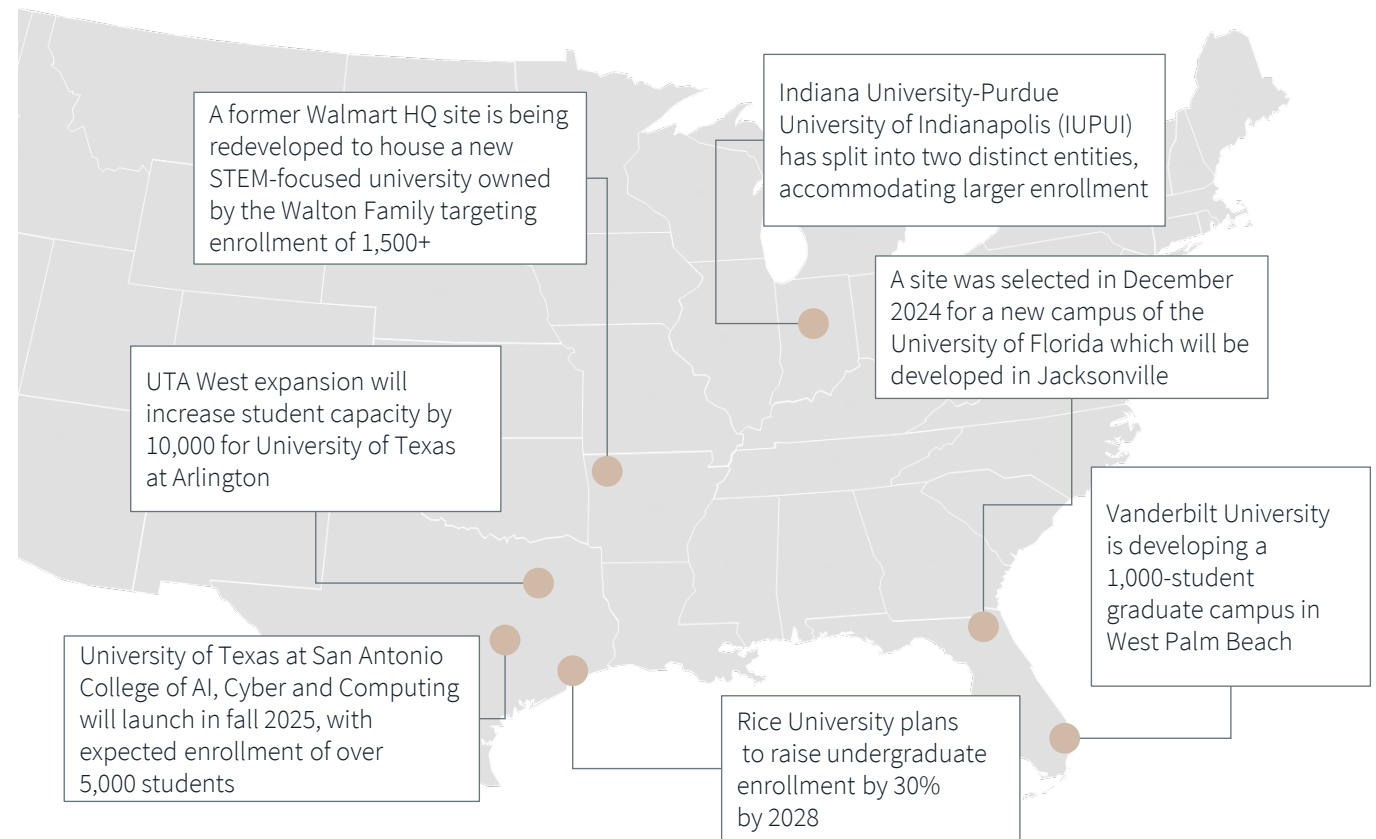 A former Walmart HQ site is being
redeveloped to house a new
STEM-focused university owned
by the Walton Family targeting
enrollment of 1,500+
Indiana University-Purdue
University of Indianapolis (IUPUI)
has split into two distinct entities,
accommodating larger enrollment
A site was selected in December
2024 for a new campus of the
University of Florida which will be
developed in Jacksonville
UTA West expansion will
increase student capacity by
10,000 for University of Texas
at Arlington
Vanderbilt University
is developing a
1,000-student
graduate campus in
West Palm Beach
University of Texas at San Antonio
College of AI, Cyber and Computing
will launch in fall 2025, with
expected enrollment of over
5,000 students
Rice University plans
to raise undergraduate
enrollment by 30%
by 2028